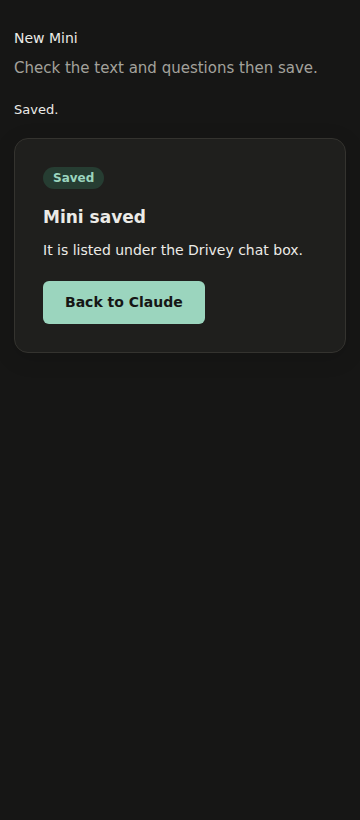 New Mini
Check the text and questions then save.
Saved.
Saved
Mini saved
It is listed under the Drivey chat box.
Back to Claude